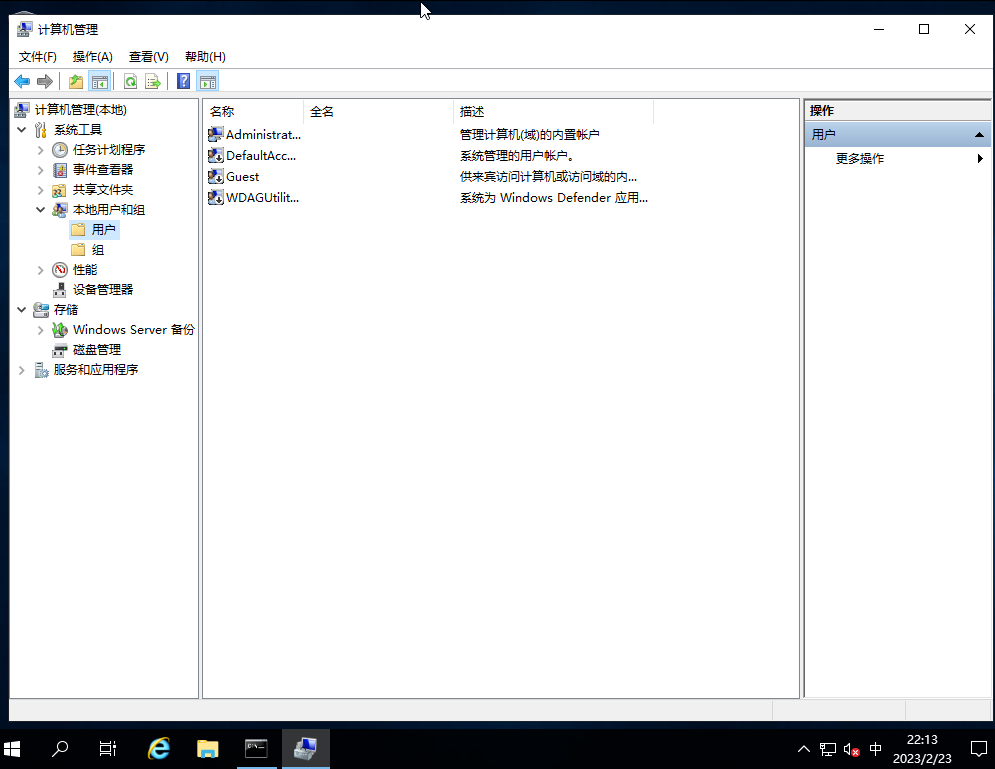 计算机管理
文件(F) 操作(A) 查看(V) 帮助(H)
计算机管理(本地)
系统工具
任务计划程序
事件查看器
共享文件夹
本地用户和组
用户
组
性能
设备管理器
存储
Windows Server 备份
磁盘管理
服务和应用程序
名称 全名 描述
Administrat... 管理计算机(域)的内置帐户
DefaultAcc... 系统管理的用户帐户。
Guest 供来宾访问计算机或访问域的内...
WDAGUtilit... 系统为 Windows Defender 应用...
操作
用户
更多操作
中
22:13
2023/2/23